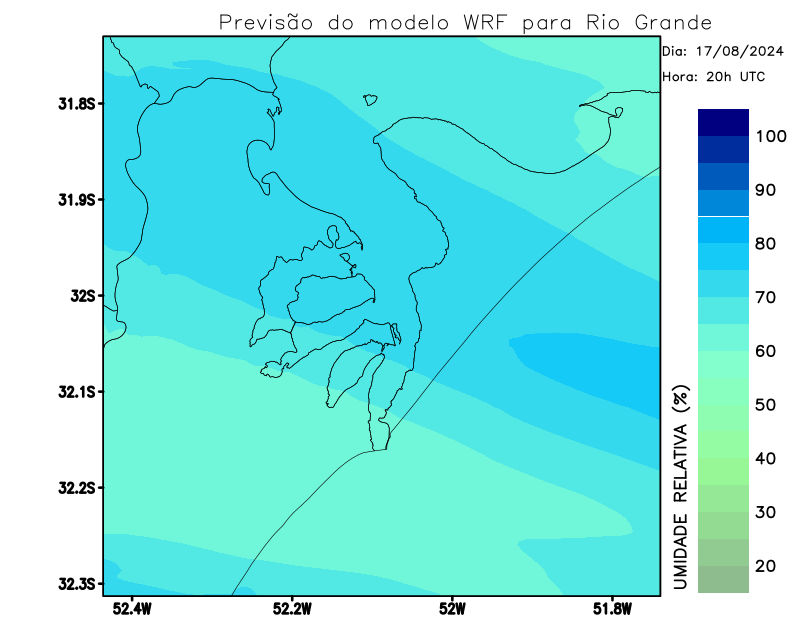 Previsão do modelo WRF para Rio Grande
Dia: 17/08/2024
Hora: 20h UTC
31.8S
31.9S
32S
32.1S
32.2S
32.3S
52.4W
52.2W
52W
51.8W
UMIDADE RELATIVA (%)
100
90
80
70
60
50
40
30
20